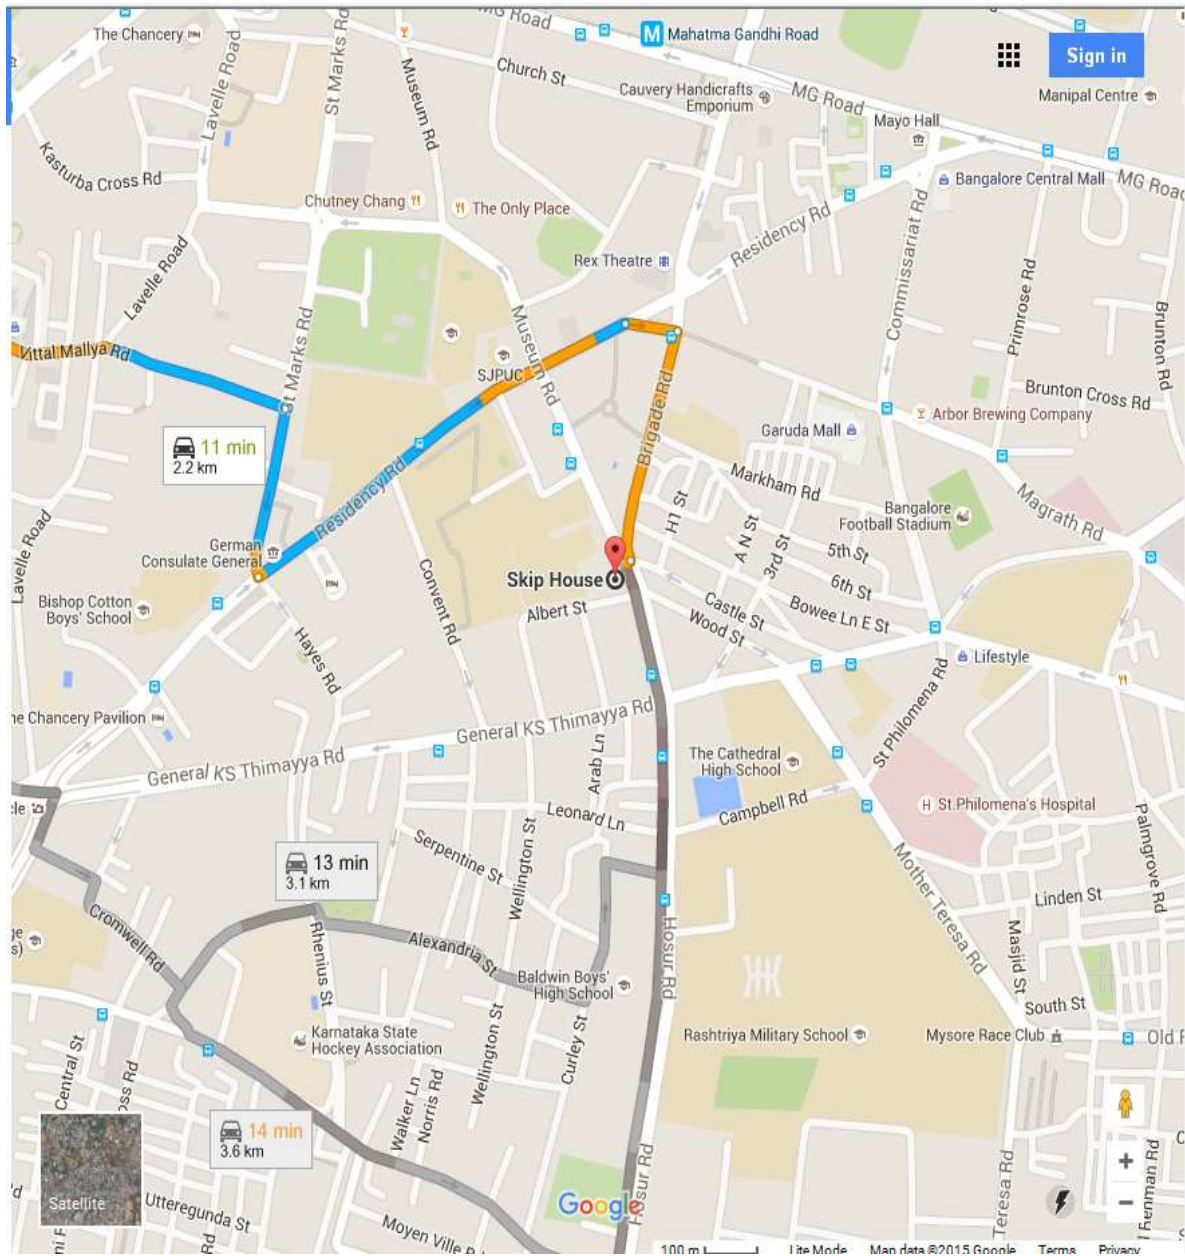 MG Road
The Chancery
Lavelle Road
St Marks Rd
Museum Rd
Church St
Mahatma Gandhi Road
Sign in
Cauvery Handicrafts
Emporium
MG Road
Manipal Centre
Mayo Hall
Kasturba Cross Rd
Bangalore Central Mall
MG Road
Chutney Chang
The Only Place
Residency Rd
Commissariat Rd
Rex Theatre
Lavelle Road
Primrose Rd
Brunton Rd
Museum Rd
St Marks Rd
Vittal Mallya Rd
SJPUC
Brigade Rd
Brunton Cross Rd
Arbor Brewing Company
Garuda Mall
11 min
2.2 km
Residency Rd
Markham Rd
Magrath Rd
H1 St
A N St
3rd St
Bangalore
Football Stadium
Lavelle Road
German
Consulate General
5th St
6th St
Skip House
Convent Rd
Albert St
Castle St
Wood St
Bowee Ln E St
Bishop Cotton
Boys' School
Hayes Rd
Lifestyle
St Philomena Rd
he Chancery Pavilion
General KS Thimayya Rd
General KS Thimayya Rd
Arab Ln
The Cathedral
High School
cle
Leonard Ln
Campbell Rd
St.Philomena's Hospital
Palmgrove Rd
Serpentine St
Wellington St
13 min
3.1 km
Mother Teresa Rd
Linden St
Cromwell Rd
Rhenius St
Alexandria St
Hosur Rd
Masjid St
ge
s)
Baldwin Boys'
High School
South St
Karnataka State
Hockey Association
Wellington St
Curley St
Rashtriya Military School
Mysore Race Club
Old
Central St
oss Rd
Walker Ln
Norris Rd
14 min
3.6 km
Satellite
Utteregunda St
Rd
Moyen Ville R
Google
Hosur Rd
Teresa Rd
Renman Rd
+
−
100 m
Lite Mode
Map data ©2015 Google
Terms
Privacy